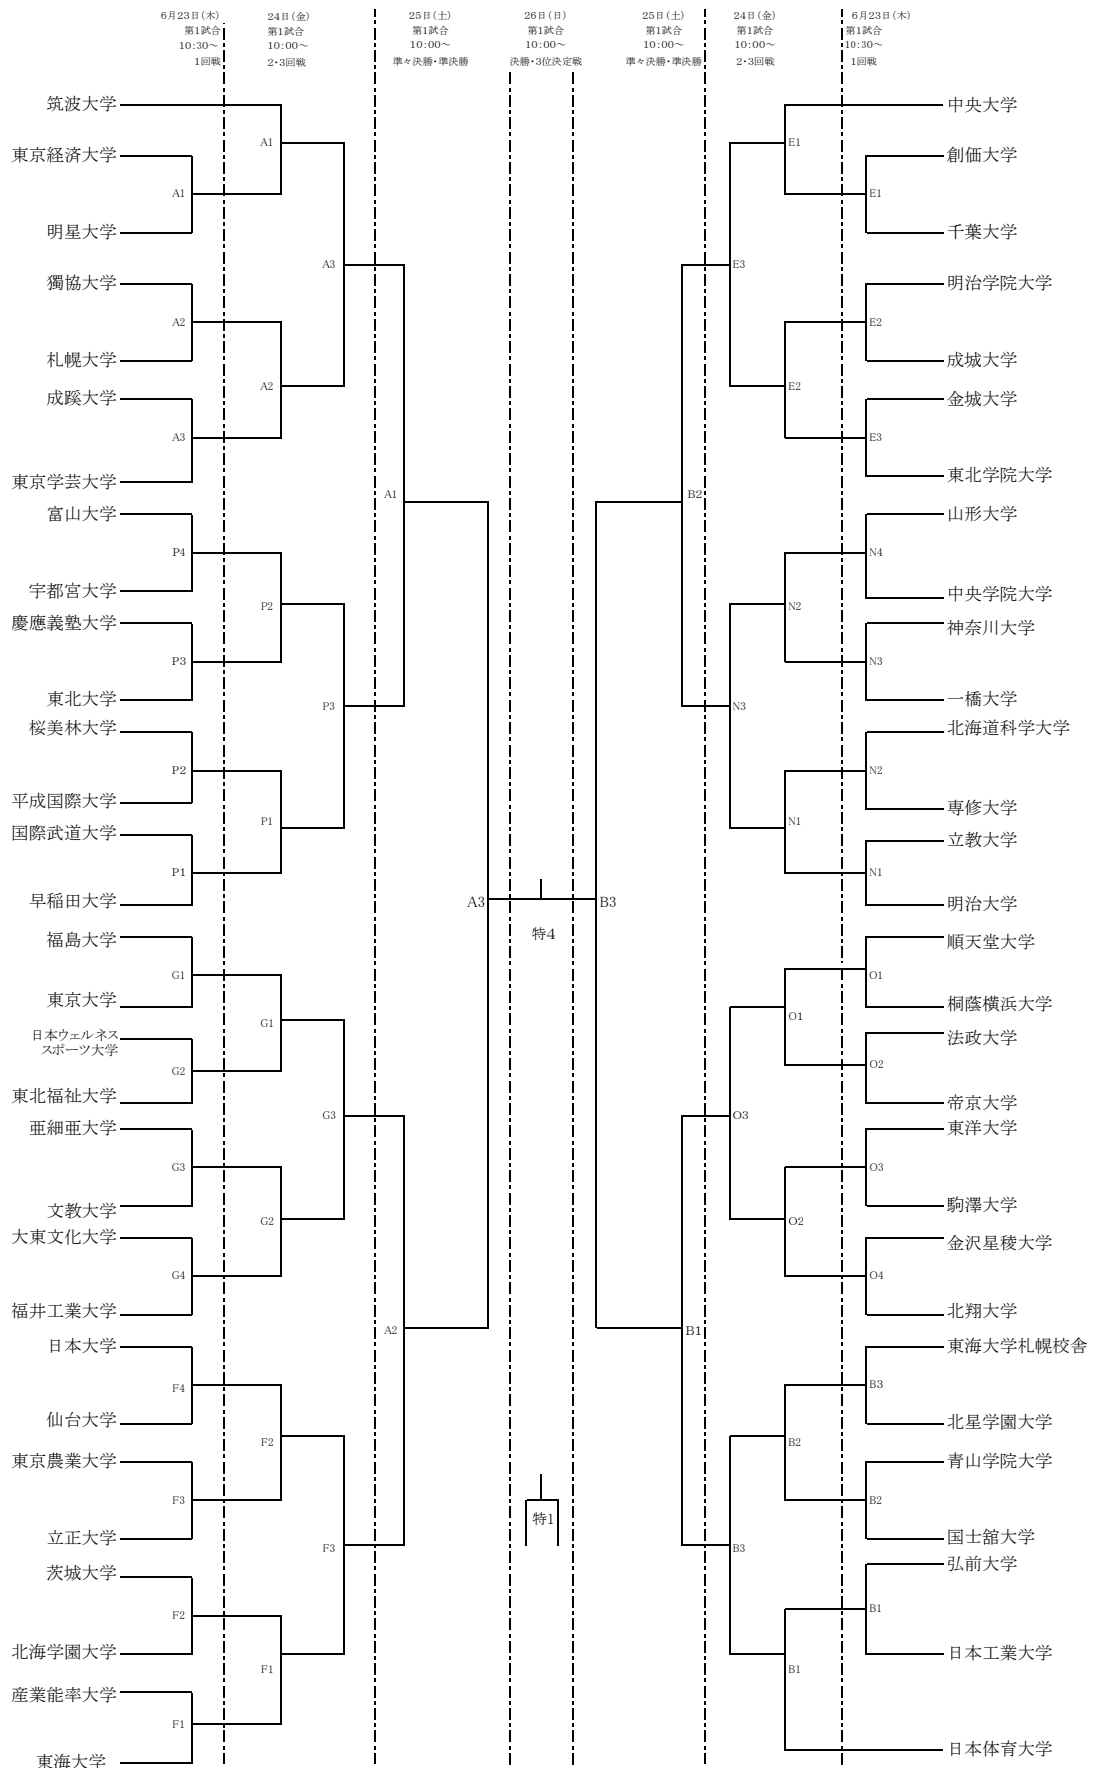 6月23日(木)
第1試合
10:30～
1回戦
24日(金)
第1試合
10:00～
2・3回戦
25日(土)
第1試合
10:00～
準々決勝・準決勝
26日(日)
第1試合
10:00～
決勝・3位決定戦
25日(土)
第1試合
10:00～
準々決勝・準決勝
24日(金)
第1試合
10:00～
2・3回戦
6月23日(木)
第1試合
10:30～
1回戦
筑波大学
東京経済大学
明星大学
獨協大学
札幌大学
成蹊大学
東京学芸大学
富山大学
宇都宮大学
慶應義塾大学
東北大学
桜美林大学
平成国際大学
国際武道大学
早稲田大学
福島大学
東京大学
日本ウェルネス
スポーツ大学
東北福祉大学
亜細亜大学
文教大学
大東文化大学
福井工業大学
日本大学
仙台大学
東京農業大学
立正大学
茨城大学
北海学園大学
産業能率大学
東海大学
A1
A2
A3
P4
P3
P2
P1
G1
G2
G3
G4
F4
F3
F2
F1
A1
A2
P2
P1
G1
G2
F2
F1
A3
P3
G3
F3
A1
A2
A3
特4
B3
特1
B2
B1
E3
N3
O3
B3
E1
E2
N2
N1
O1
O2
B2
B1
E1
E2
E3
N4
N3
N2
N1
O1
O2
O3
O4
B3
B2
B1
中央大学
創価大学
千葉大学
明治学院大学
成城大学
金城大学
東北学院大学
山形大学
中央学院大学
神奈川大学
一橋大学
北海道科学大学
専修大学
立教大学
明治大学
順天堂大学
桐蔭横浜大学
法政大学
帝京大学
東洋大学
駒澤大学
金沢星稜大学
北翔大学
東海大学札幌校舎
北星学園大学
青山学院大学
国士舘大学
弘前大学
日本工業大学
日本体育大学